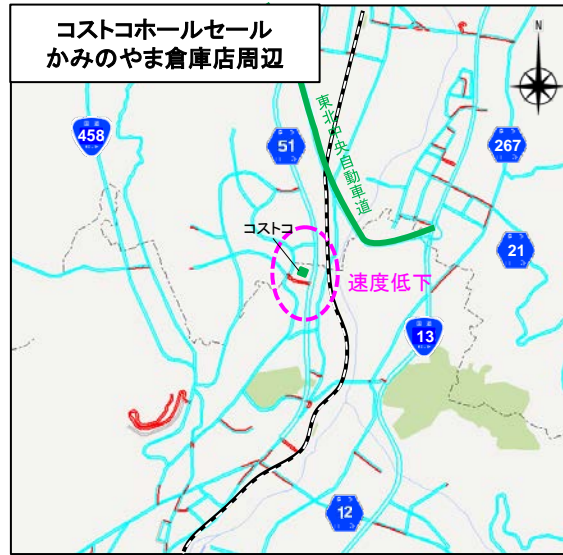 コストコホールセール
かみのやま倉庫店周辺
N
東北中央自動車道
458
51
267
コストコ
21
速度低下
13
12